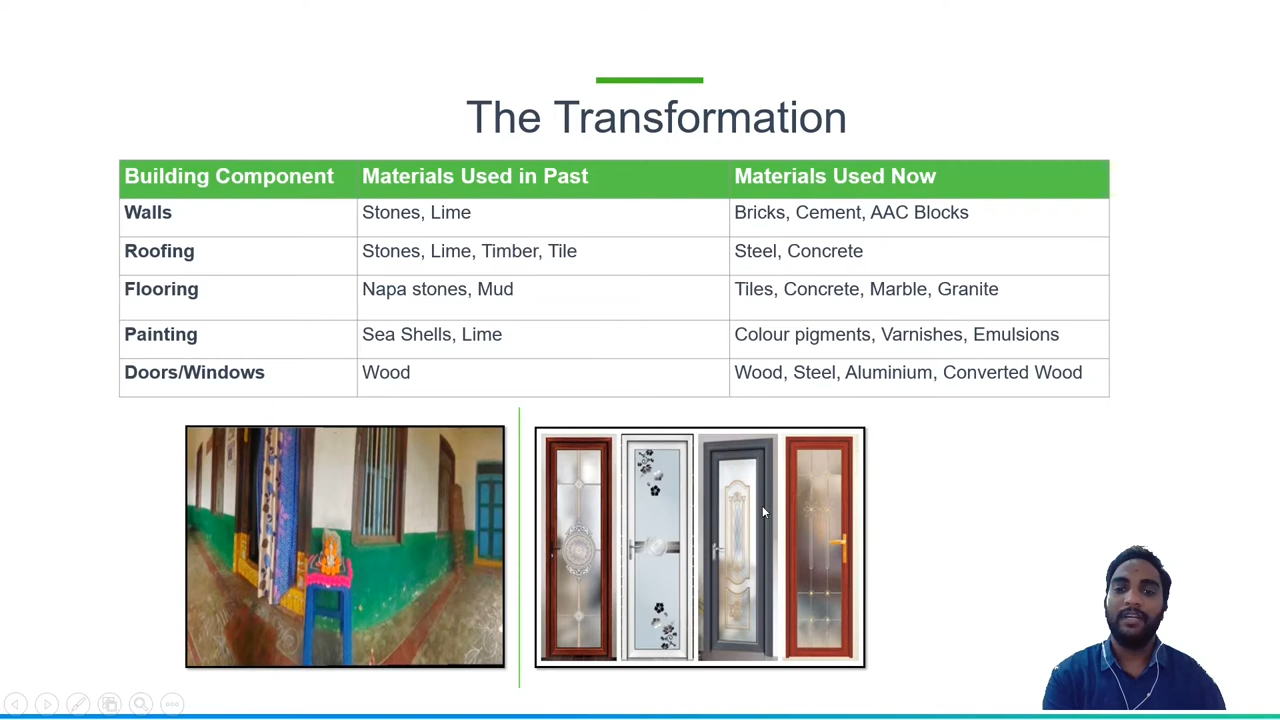 The Transformation
Building Component Materials Used in Past Materials Used Now
Walls Stones, Lime Bricks, Cement, AAC Blocks
Roofing Stones, Lime, Timber, Tile Steel, Concrete
Flooring Napa stones, Mud Tiles, Concrete, Marble, Granite
Painting Sea Shells, Lime Colour pigments, Varnishes, Emulsions
Doors/Windows Wood Wood, Steel, Aluminium, Converted Wood